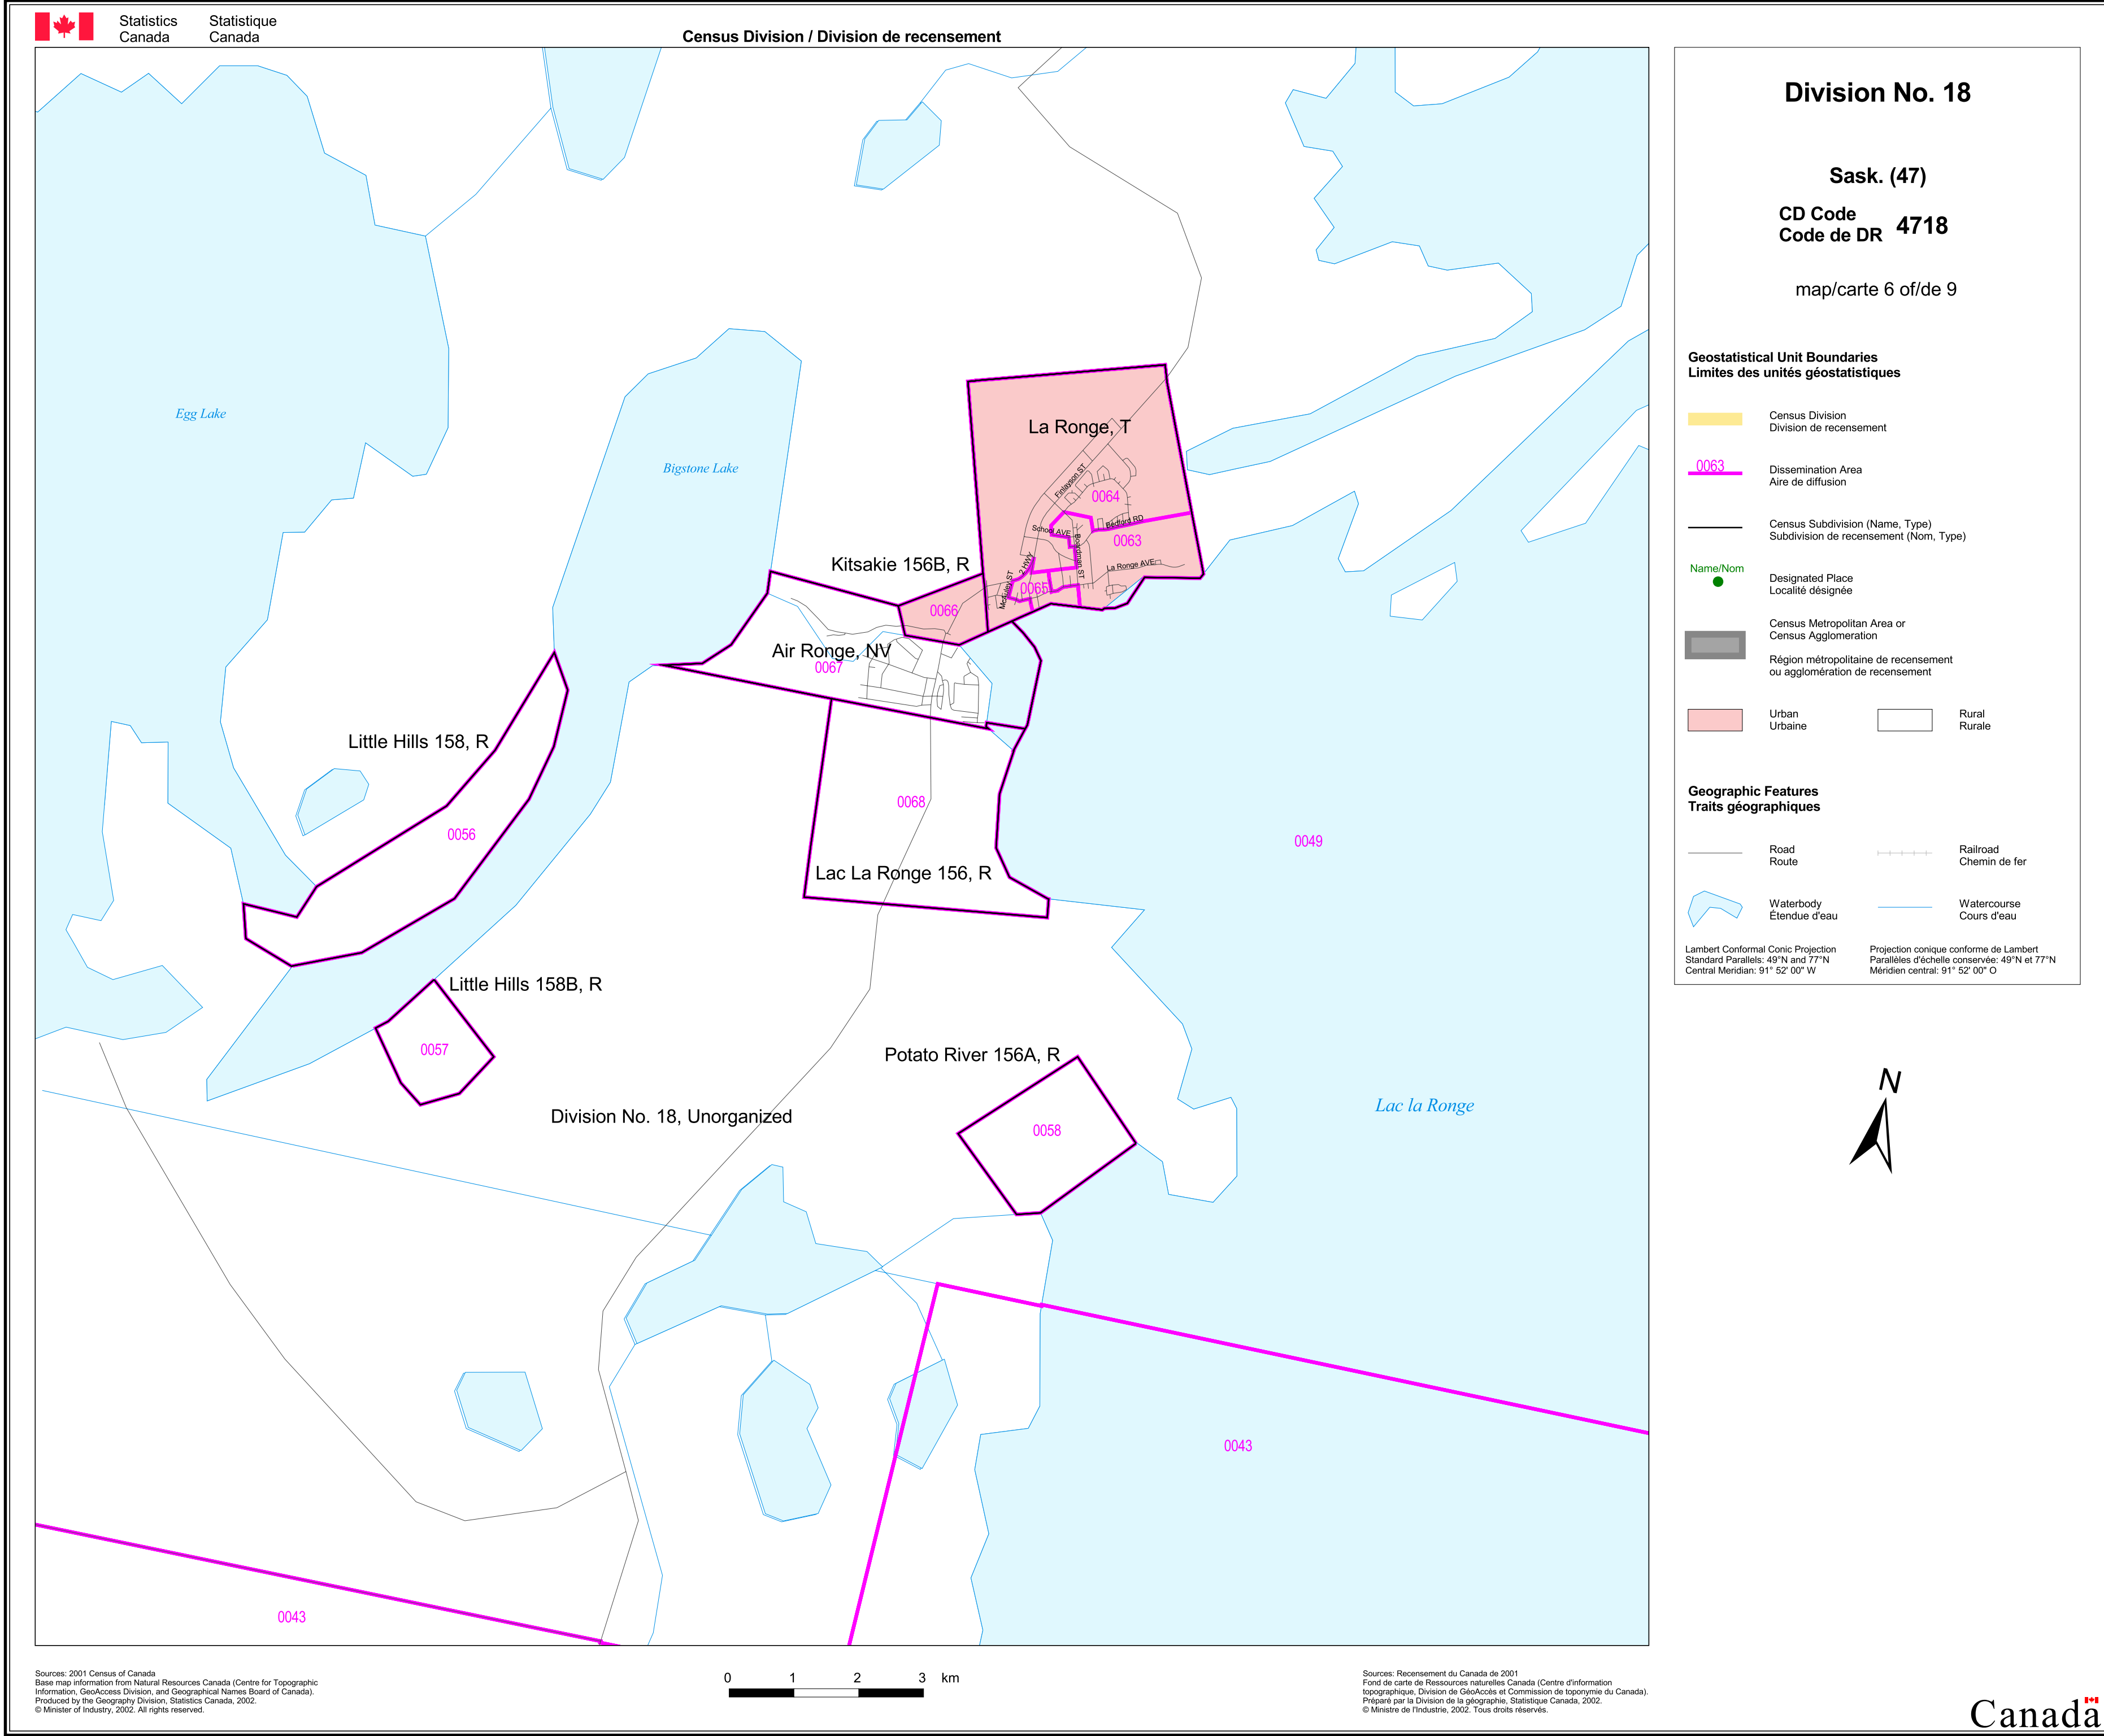 Statistics Statistique
Canada Canada
Census Division / Division de recensement
Egg Lake
Bigstone Lake
La Ronge, T
Finlayson ST
0064
School AVE
Bedford RD
Boardman ST
0063
2 HWY
La Ronge AVE
McGilvry ST
0065
Kitsakie 156B, R
0066
Air Ronge, NV
0067
Little Hills 158, R
0056
0068
Lac La Ronge 156, R
0049
Little Hills 158B, R
0057
Potato River 156A, R
0058
Division No. 18, Unorganized
Lac la Ronge
0043
0043
Division No. 18
Sask. (47)
CD Code
Code de DR 4718
map/carte 6 of/de 9
Geostatistical Unit Boundaries
Limites des unités géostatistiques
Census Division
Division de recensement
0063
Dissemination Area
Aire de diffusion
Census Subdivision (Name, Type)
Subdivision de recensement (Nom, Type)
Name/Nom
Designated Place
Localité désignée
Census Metropolitan Area or
Census Agglomeration
Région métropolitaine de recensement
ou agglomération de recensement
Urban
Urbaine
Rural
Rurale
Geographic Features
Traits géographiques
Road
Route
Railroad
Chemin de fer
Waterbody
Étendue d'eau
Watercourse
Cours d'eau
Lambert Conformal Conic Projection
Standard Parallels: 49°N and 77°N
Central Meridian: 91° 52' 00" W
Projection conique conforme de Lambert
Parallèles d'échelle conservée: 49°N et 77°N
Méridien central: 91° 52' 00" O
N
Sources: 2001 Census of Canada
Base map information from Natural Resources Canada (Centre for Topographic
Information, GeoAccess Division, and Geographical Names Board of Canada).
Produced by the Geography Division, Statistics Canada, 2002.
© Minister of Industry, 2002. All rights reserved.
0 1 2 3 km
Sources: Recensement du Canada de 2001
Fond de carte de Ressources naturelles Canada (Centre d'information
topographique, Division de GéoAccès et Commission de toponymie du Canada).
Préparé par la Division de la géographie, Statistique Canada, 2002.
© Ministre de l'Industrie, 2002. Tous droits réservés.
Canada